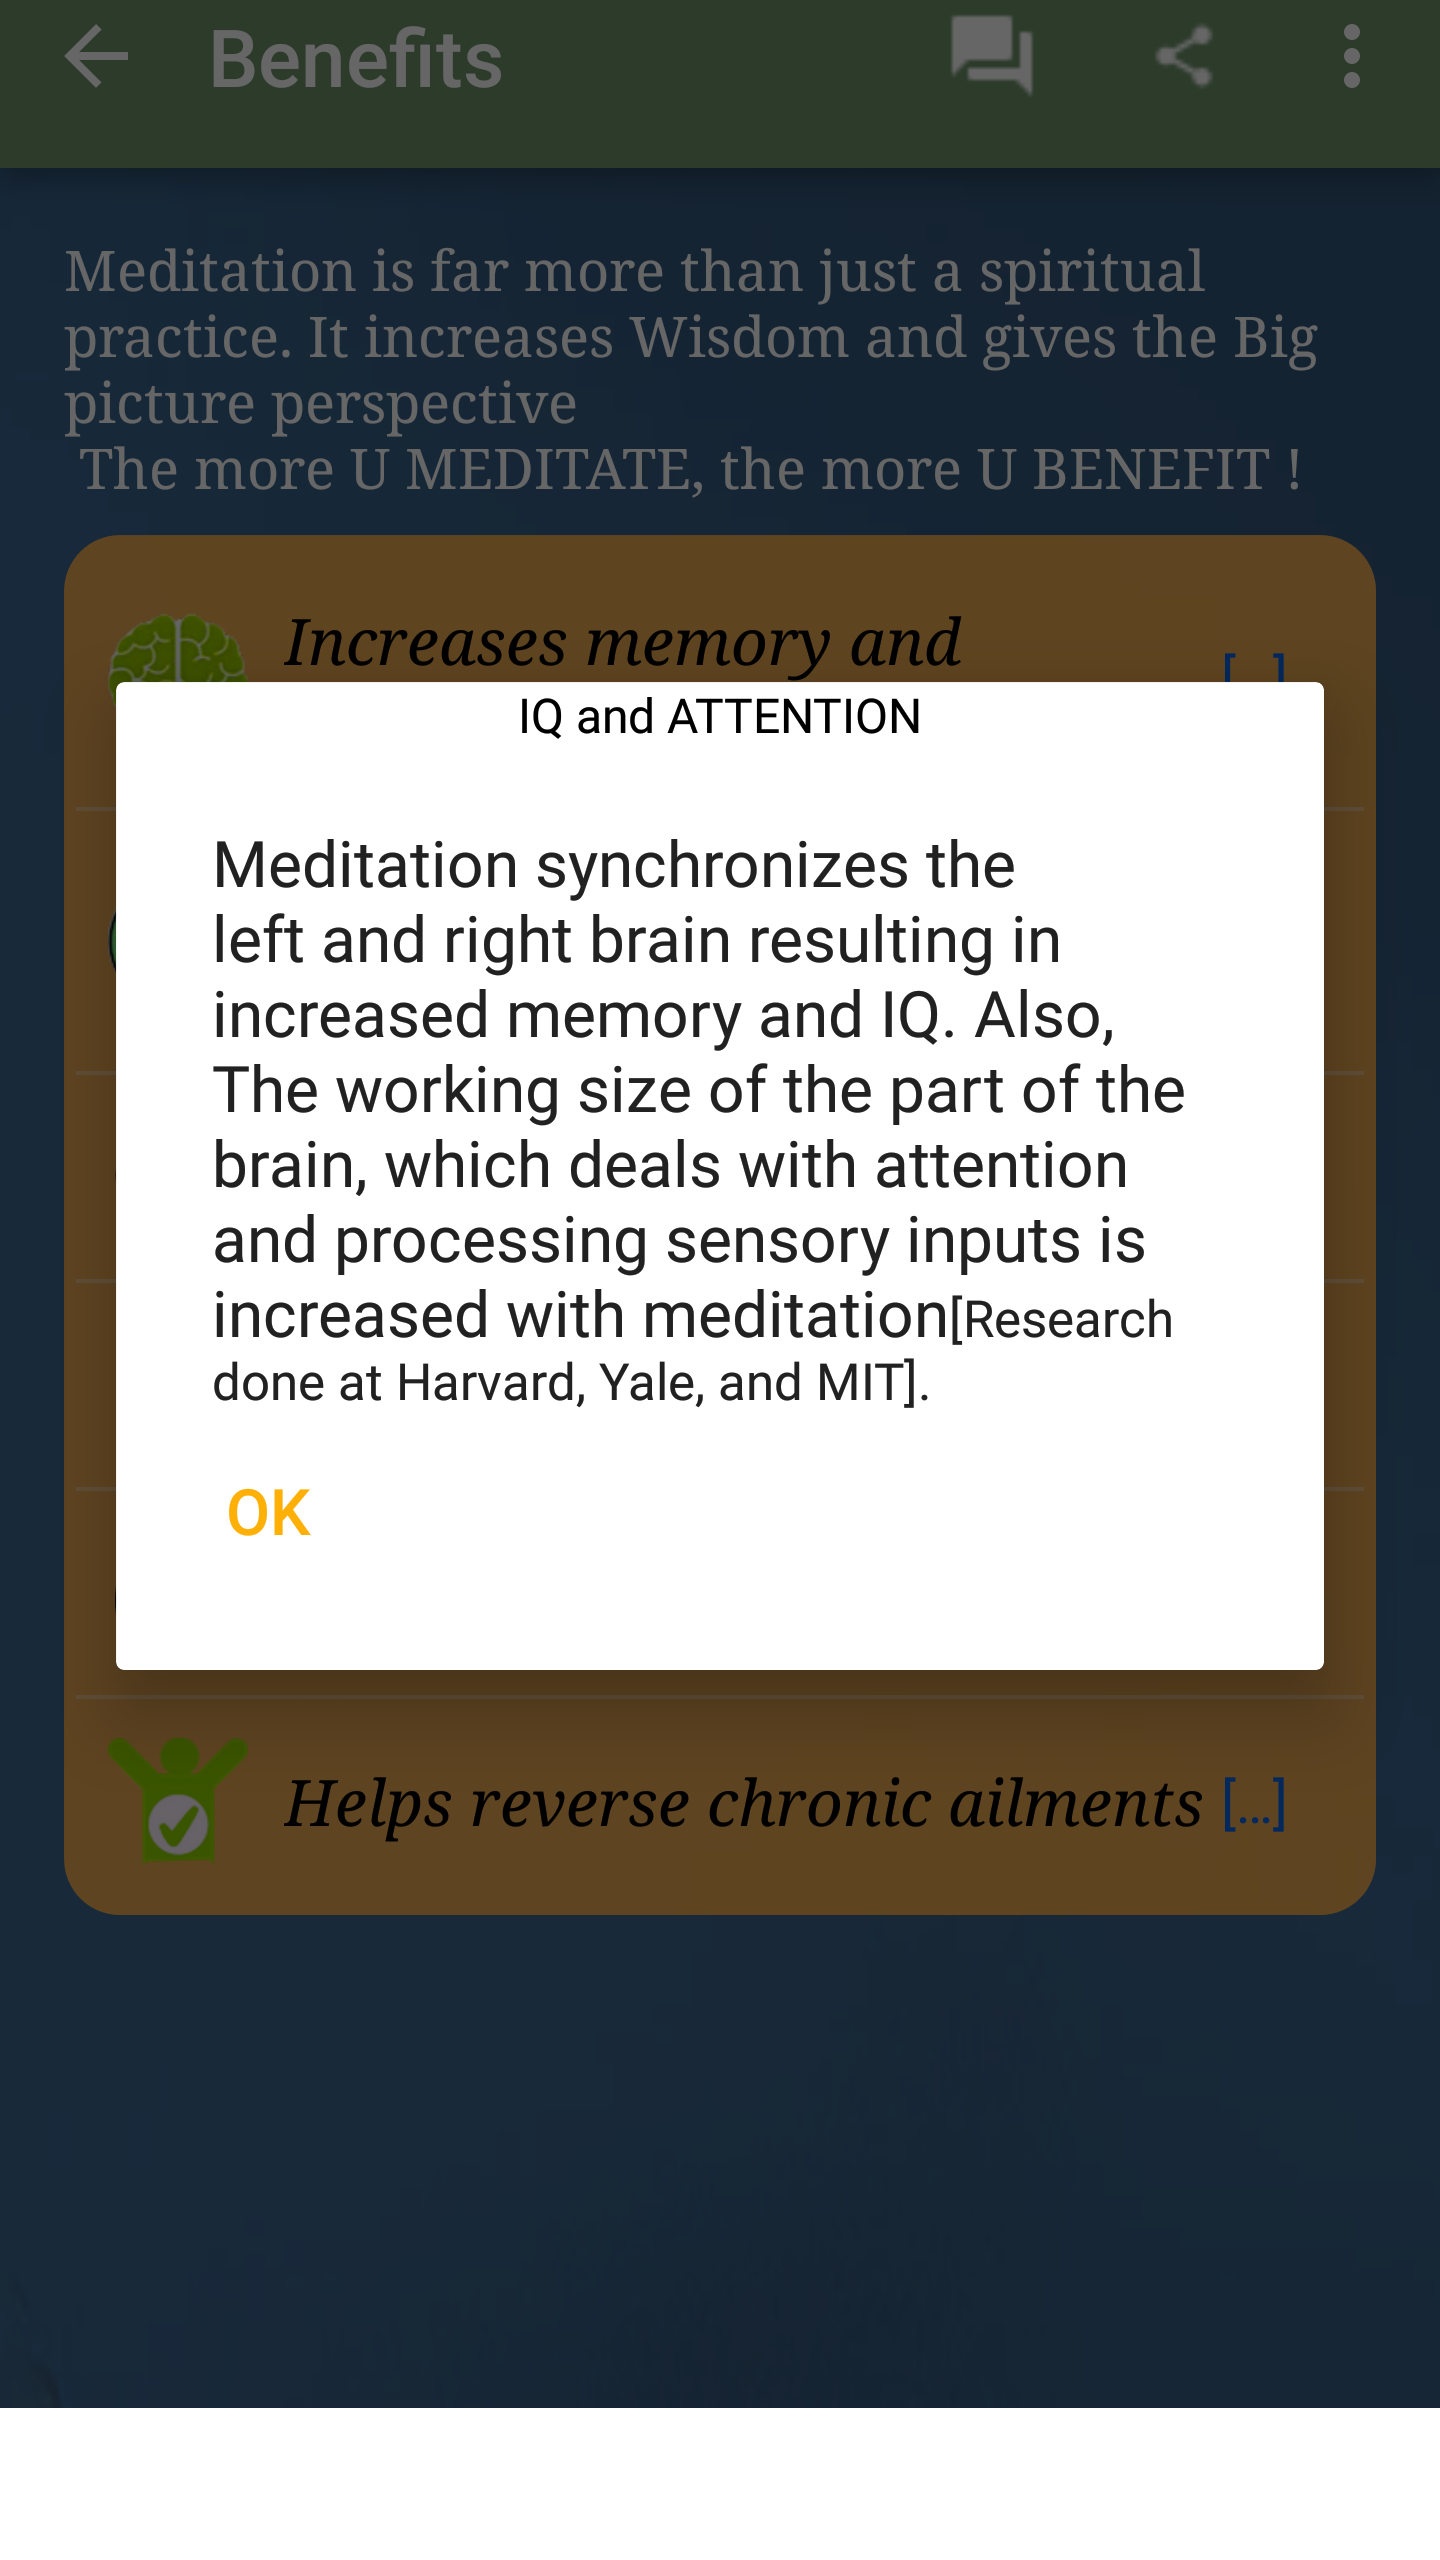 Benefits
Meditation is far more than just a spiritual
practice. It increases Wisdom and gives the Big
picture perspective
The more U MEDITATE, the more U BENEFIT !
Increases memory and
IQ and ATTENTION
Meditation synchronizes the
left and right brain resulting in
increased memory and IQ. Also,
The working size of the part of the
brain, which deals with attention
and processing sensory inputs is
increased with meditation[Research
done at Harvard, Yale, and MIT].
OK
Helps reverse chronic ailments [...]